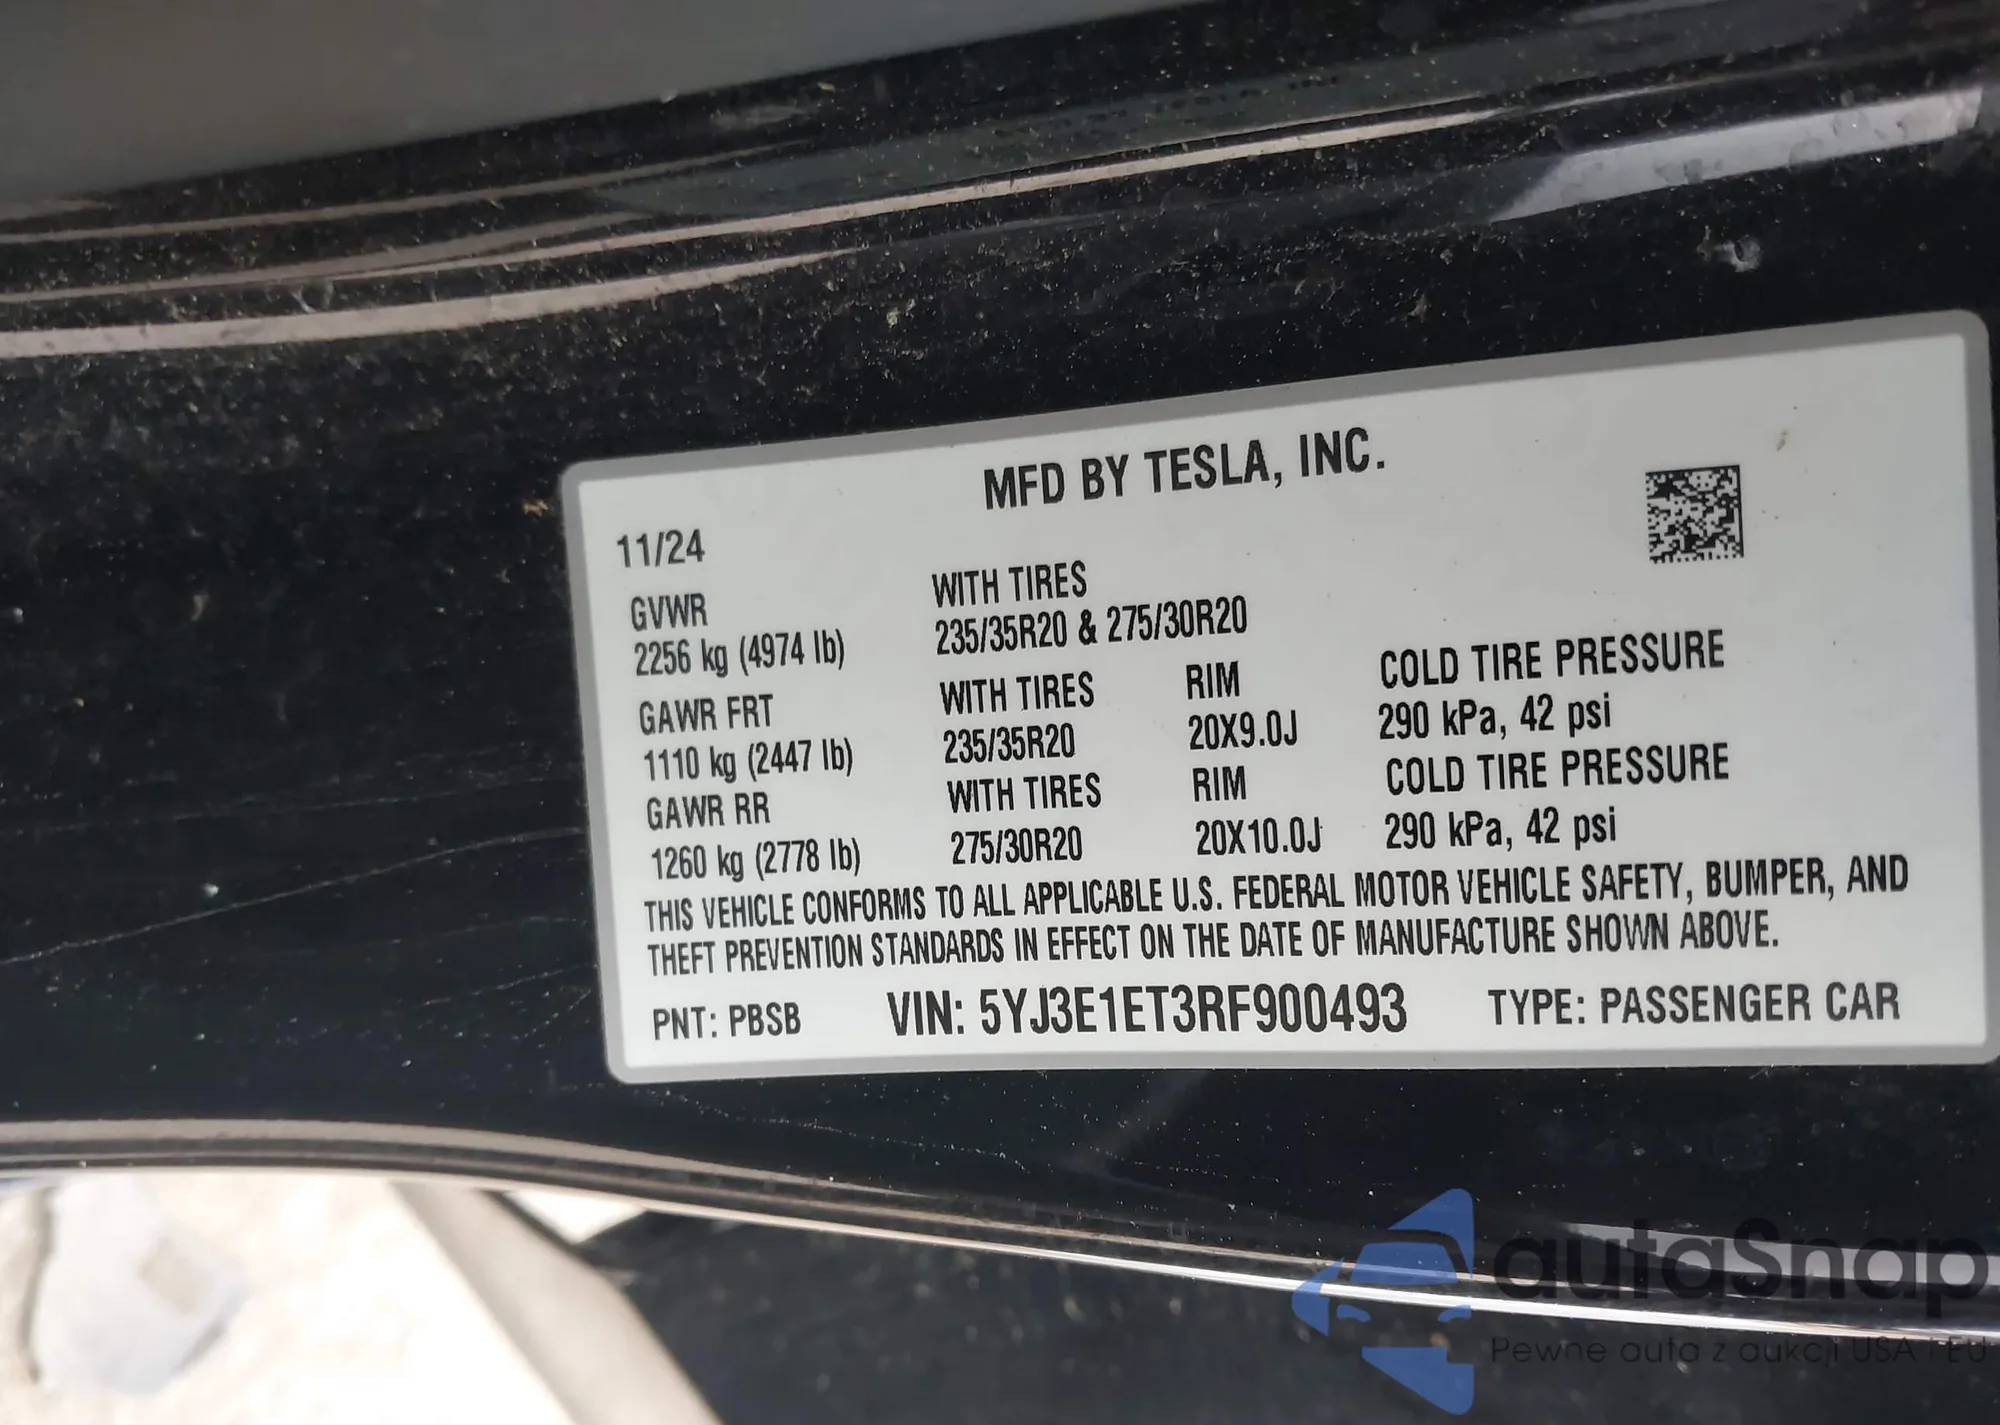 MFD BY TESLA, INC.
11/24
GVWR WITH TIRES
2256 kg (4974 lb) 235/35R20 & 275/30R20
GAWR FRT WITH TIRES RIM COLD TIRE PRESSURE
1110 kg (2447 lb) 235/35R20 20X9.0J 290 kPa, 42 psi
GAWR RR WITH TIRES RIM COLD TIRE PRESSURE
1260 kg (2778 lb) 275/30R20 20X10.0J 290 kPa, 42 psi
THIS VEHICLE CONFORMS TO ALL APPLICABLE U.S. FEDERAL MOTOR VEHICLE SAFETY, BUMPER, AND
THEFT PREVENTION STANDARDS IN EFFECT ON THE DATE OF MANUFACTURE SHOWN ABOVE.
PNT: PBSB VIN: 5YJ3E1ET3RF900493 TYPE: PASSENGER CAR
autaSnap
Pewne auta z aukcji USA i EU